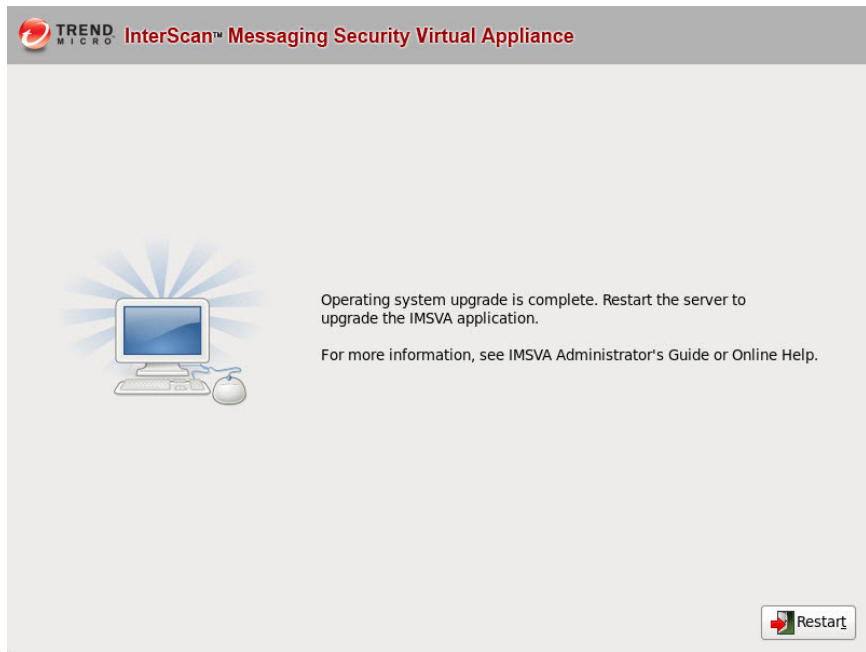 TREND MICRO InterScan™ Messaging Security Virtual Appliance
Operating system upgrade is complete. Restart the server to
upgrade the IMSVA application.
For more information, see IMSVA Administrator's Guide or Online Help.
Restart